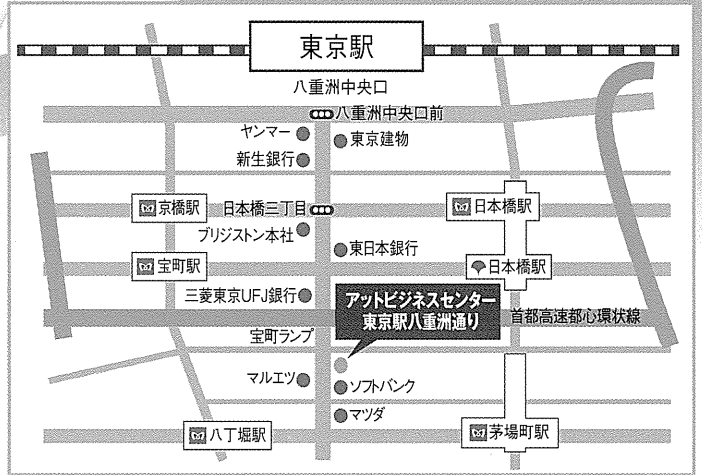 東京駅
八重洲中央口
八重洲中央口前
ヤンマー
東京建物
新生銀行
京橋駅
日本橋三丁目
日本橋駅
ブリジストン本社
東日本銀行
宝町駅
日本橋駅
三菱東京UFJ銀行
アットビジネスセンター
東京駅八重洲通り
首都高速都心環状線
宝町ランプ
マルエツ
ソフトバンク
マツダ
八丁堀駅
茅場町駅